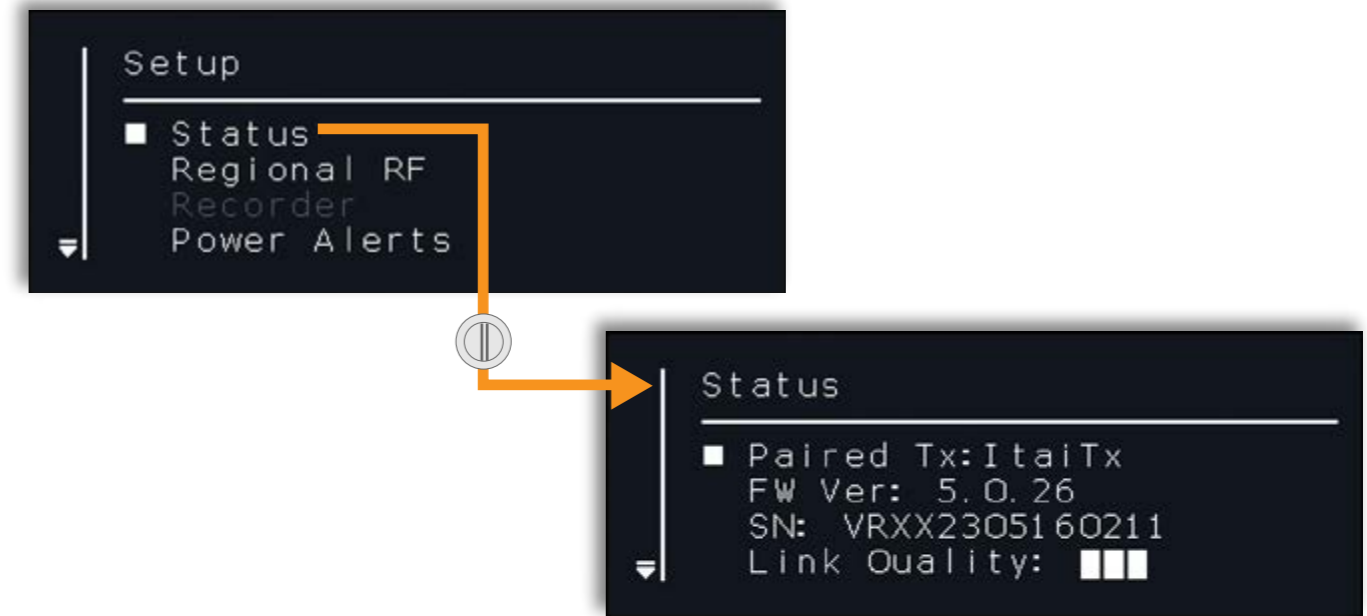 Setup
Status
Regional RF
Recorder
Power Alerts
Status
Paired Tx:ItaiTx
FW Ver: 5.0.26
SN: VRXX2305160211
Link Quality: